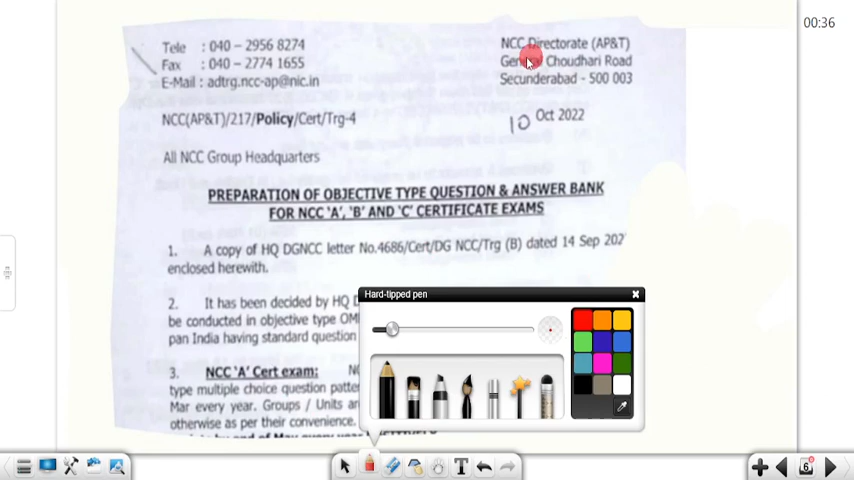 00:36
Tele : 040 – 2956 8274
Fax : 040 – 2774 1655
E-Mail : adtrg.ncc-ap@nic.in
NCC Directorate (AP&T)
Choudhari Road
Secunderabad - 500 003
NCC(AP&T)/217/Policy/Cert/Trg-4
10 Oct 2022
All NCC Group Headquarters
PREPARATION OF OBJECTIVE TYPE QUESTION & ANSWER BANK
FOR NCC 'A', 'B' AND 'C' CERTIFICATE EXAMS
1. A copy of HQ DGNCC letter No.4686/Cert/DG NCC/Trg (B) dated 14 Sep 202
enclosed herewith.
2. It has been decided by HQ
be conducted in objective type
pan India having standard question
3. NCC 'A' Cert exam:
type multiple choice question
Mar every year. Groups / Units
otherwise as per their convenience.
Hard-tipped pen
T
6